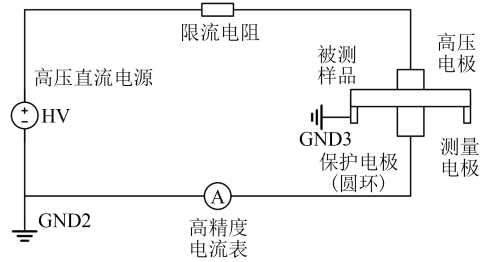 限流电阻
高压
电极
被测
样品
高压直流电源
+
-
HV
GND3
保护电极
(圆环)
测量
电极
A
GND2
高精度
电流表